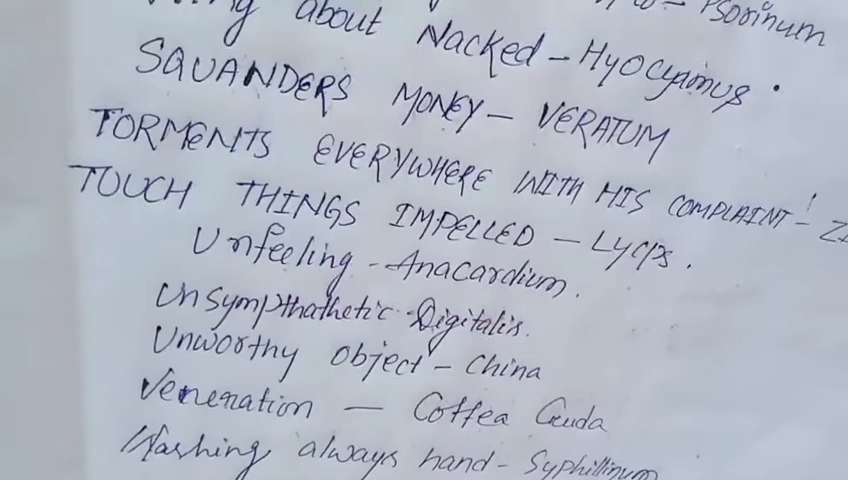 Psorinum
about Nacked - Hyocyamus.
SQUANDERS MONEY - VERATUM
TORMENTS EVERYWHERE WITH HIS COMPLAINT -
TOUCH THINGS IMPELLED - Lycps.
Unfeeling - Anacardium.
Unsympthathetic - Digitalis.
Unworthy object - China
Veneration - Coffea Cruda
Washing always hand - Syphillinum